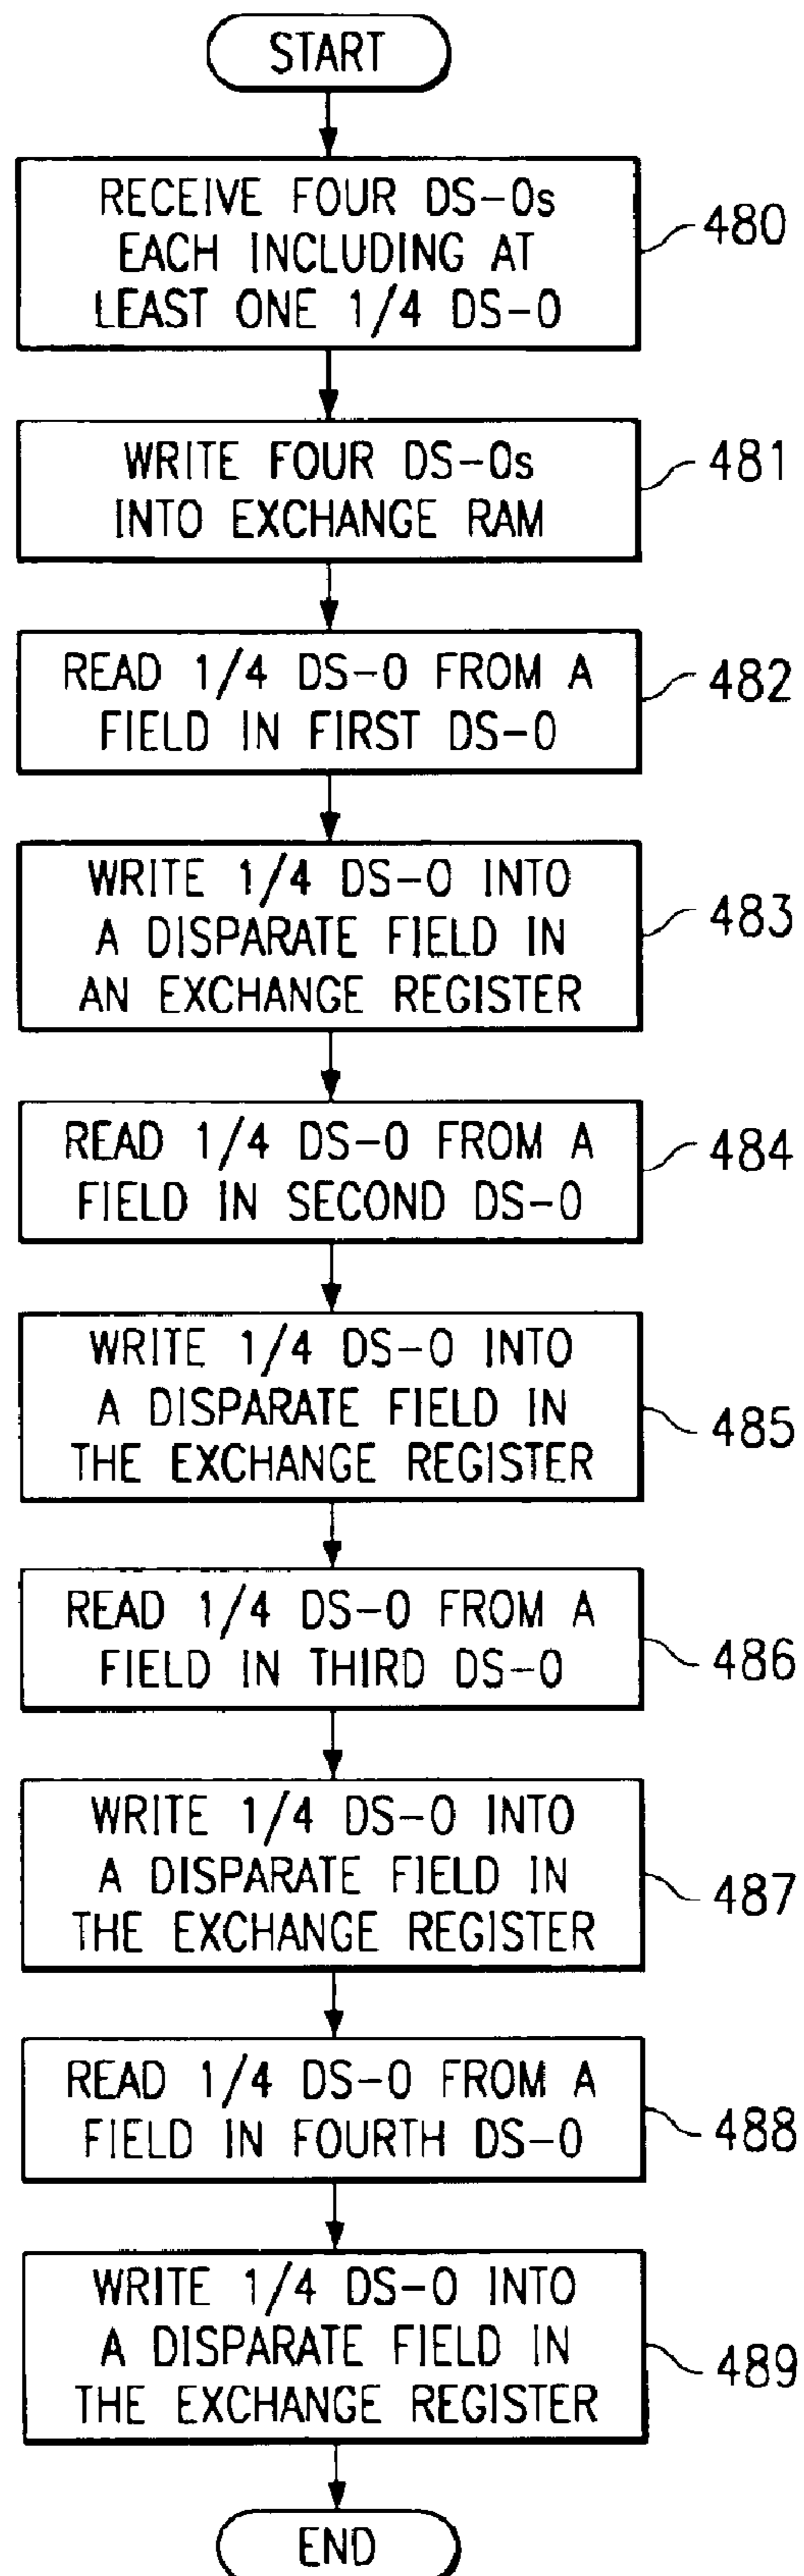 START
RECEIVE FOUR DS-0s
EACH INCLUDING AT
LEAST ONE 1/4 DS-0
480
WRITE FOUR DS-0s
INTO EXCHANGE RAM
481
READ 1/4 DS-0 FROM A
FIELD IN FIRST DS-0
482
WRITE 1/4 DS-0 INTO
A DISPARATE FIELD IN
AN EXCHANGE REGISTER
483
READ 1/4 DS-0 FROM A
FIELD IN SECOND DS-0
484
WRITE 1/4 DS-0 INTO
A DISPARATE FIELD IN
THE EXCHANGE REGISTER
485
READ 1/4 DS-0 FROM A
FIELD IN THIRD DS-0
486
WRITE 1/4 DS-0 INTO
A DISPARATE FIELD IN
THE EXCHANGE REGISTER
487
READ 1/4 DS-0 FROM A
FIELD IN FOURTH DS-0
488
WRITE 1/4 DS-0 INTO
A DISPARATE FIELD IN
THE EXCHANGE REGISTER
489
END